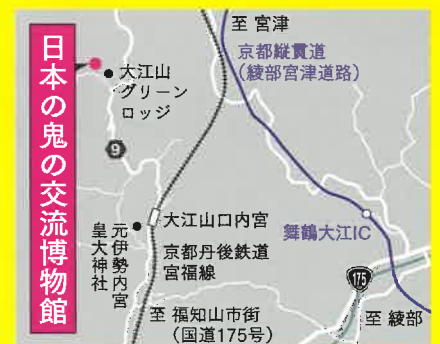 日本の鬼の交流博物館
至 宮津
京都縦貫道
(綾部宮津道路)
大江山
グリーン
ロッジ
9
大江山口内宮
元伊勢内宮
皇大神社
京都丹後鉄道
宮福線
舞鶴大江IC
175
至 福知山市街
(国道175号)
至 綾部